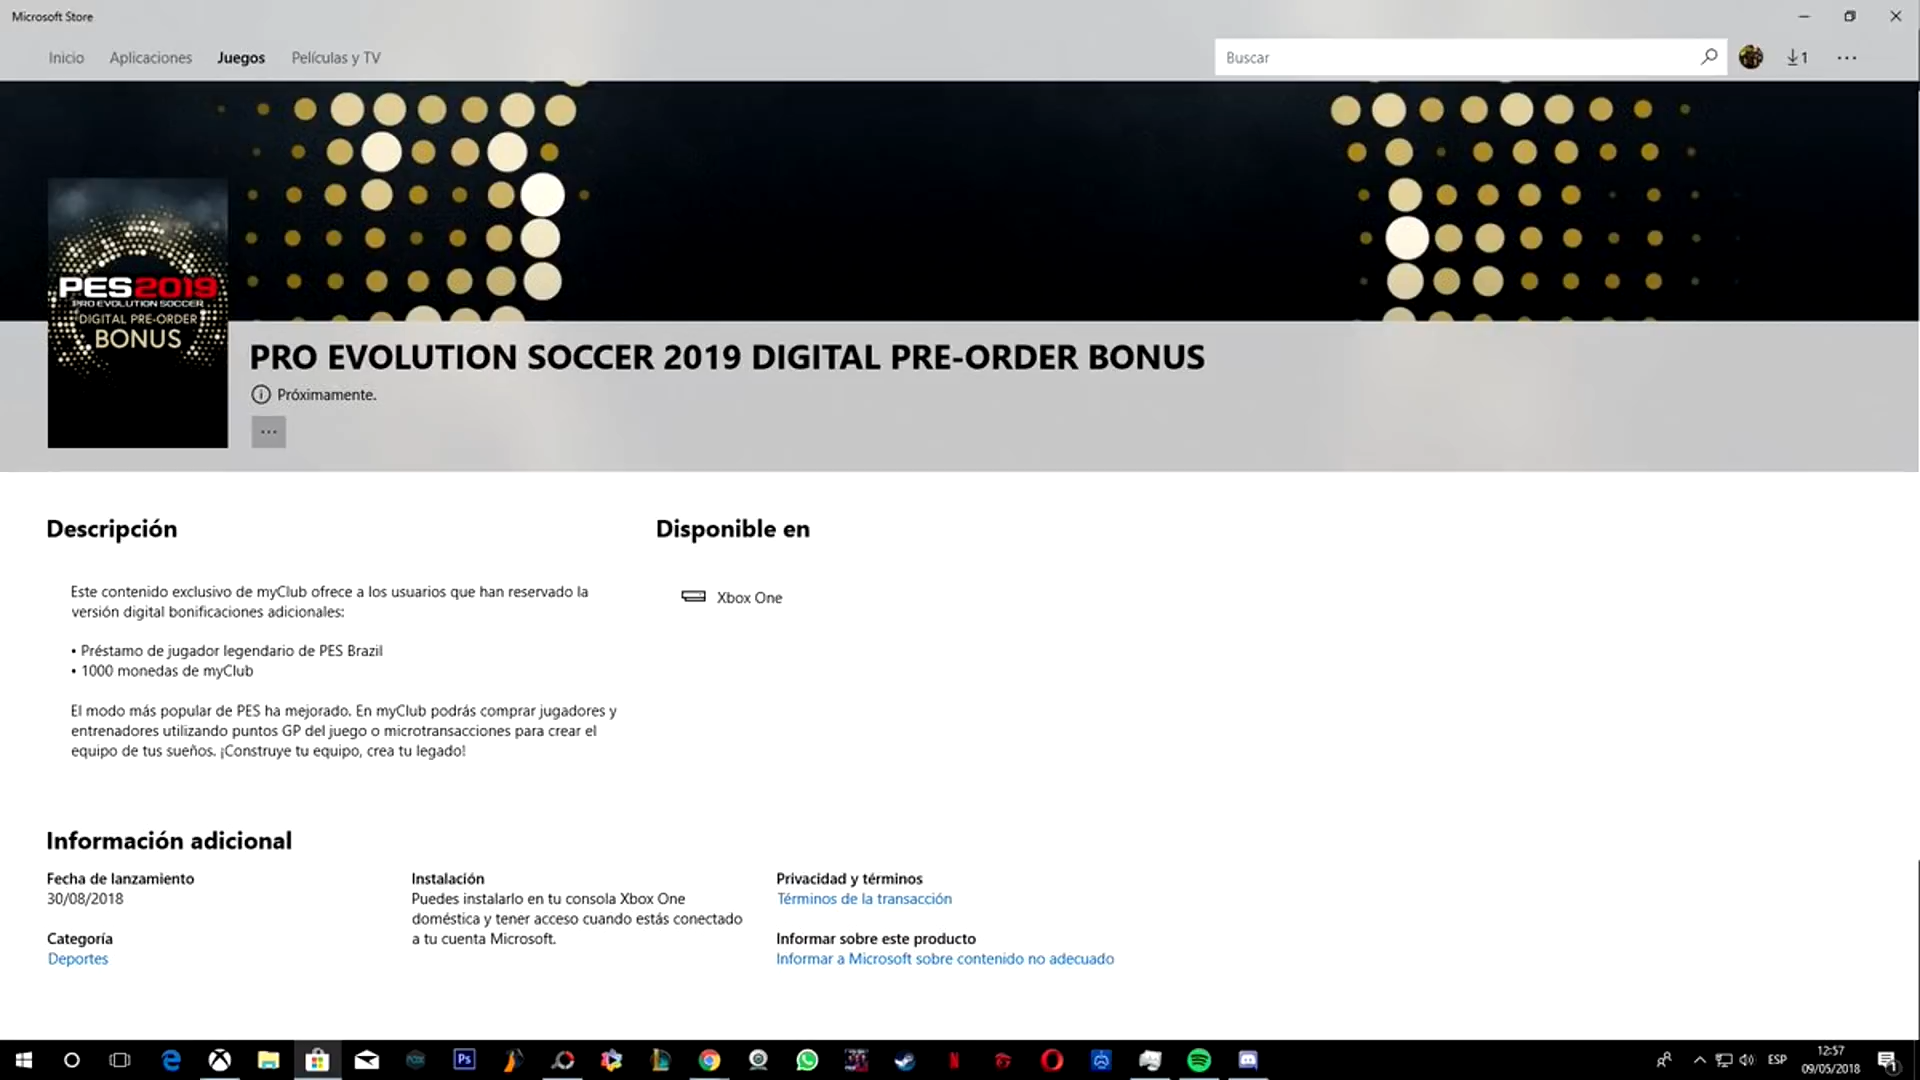 Microsoft Store
Inicio
Aplicaciones
Juegos
Películas y TV
Buscar
1
PES2019
PRO EVOLUTION SOCCER
DIGITAL PRE-ORDER
BONUS
PRO EVOLUTION SOCCER 2019 DIGITAL PRE-ORDER BONUS
Próximamente.
Descripción
Este contenido exclusivo de myClub ofrece a los usuarios que han reservado la
versión digital bonificaciones adicionales:
• Préstamo de jugador legendario de PES Brazil
• 1000 monedas de myClub
El modo más popular de PES ha mejorado. En myClub podrás comprar jugadores y
entrenadores utilizando puntos GP del juego o microtransacciones para crear el
equipo de tus sueños. ¡Construye tu equipo, crea tu legado!
Disponible en
Xbox One
Información adicional
Fecha de lanzamiento
30/08/2018
Categoría
Deportes
Instalación
Puedes instalarlo en tu consola Xbox One
doméstica y tener acceso cuando estás conectado
a tu cuenta Microsoft.
Privacidad y términos
Términos de la transacción
Informar sobre este producto
Informar a Microsoft sobre contenido no adecuado
Ps
ESP
12:57
09/05/2018
1